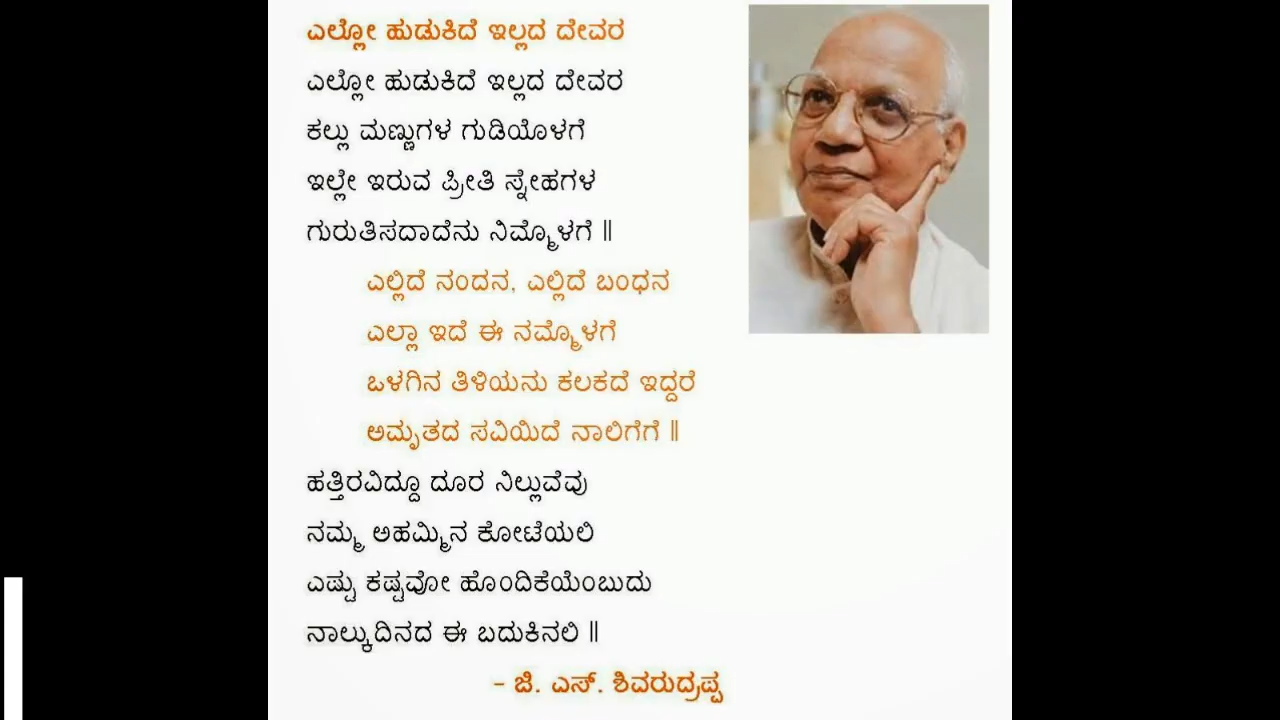 ಎಲ್ಲೋ ಹುಡುಕಿದೆ ಇಲ್ಲದ ದೇವರ
ಎಲ್ಲೋ ಹುಡುಕಿದೆ ಇಲ್ಲದ ದೇವರ
ಕಲ್ಲು ಮಣ್ಣುಗಳ ಗುಡಿಯೊಳಗೆ
ಇಲ್ಲೇ ಇರುವ ಪ್ರೀತಿ ಸ್ನೇಹಗಳ
ಗುರುತಿಸದಾದೆನು ನಿಮ್ಮೊಳಗೆ ||
ಎಲ್ಲಿದೆ ನಂದನ, ಎಲ್ಲಿದೆ ಬಂಧನ
ಎಲ್ಲಾ ಇದೆ ಈ ನಮ್ಮೊಳಗೆ
ಒಳಗಿನ ತಿಳಿಯನು ಕಲಕದೆ ಇದ್ದರೆ
ಅಮೃತದ ಸವಿಯಿದೆ ನಾಲಿಗೆಗೆ ||
ಹತ್ತಿರವಿದ್ದೂ ದೂರ ನಿಲ್ಲುವೆವು
ನಮ್ಮ ಅಹಮ್ಮಿನ ಕೋಟೆಯಲಿ
ಎಷ್ಟು ಕಷ್ಟವೋ ಹೊಂದಿಕೆಯೆಂಬುದು
ನಾಲ್ಕುದಿನದ ಈ ಬದುಕಿನಲಿ ||
- ಜಿ. ಎಸ್. ಶಿವರುದ್ರಪ್ಪ